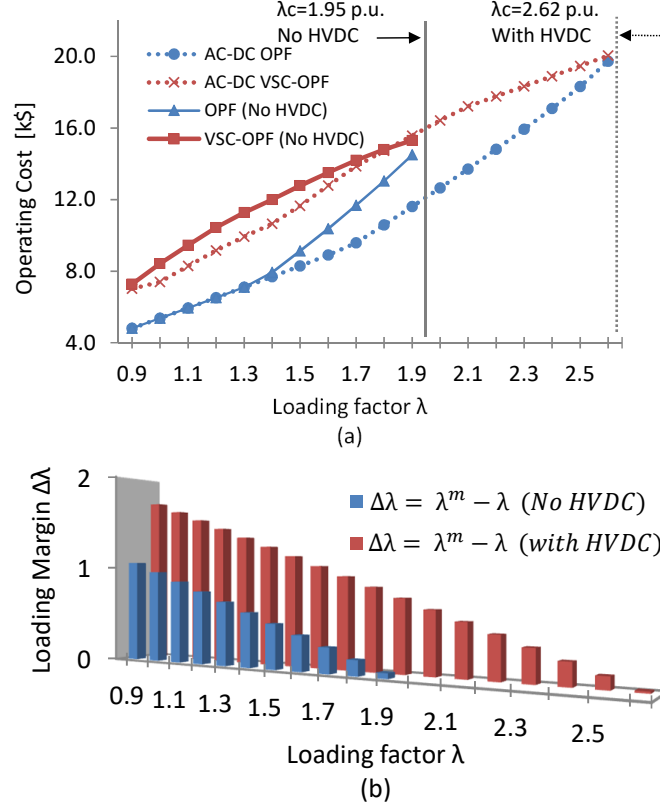 λc=1.95 p.u.
No HVDC
λc=2.62 p.u.
With HVDC
20.0
16.0
12.0
8.0
4.0
Operating Cost [k$]
AC-DC OPF
AC-DC VSC-OPF
OPF (No HVDC)
VSC-OPF (No HVDC)
0.9 1.1 1.3 1.5 1.7 1.9 2.1 2.3 2.5
Loading factor λ
(a)
2
1
0
Loading Margin Δλ
Δλ = λ^m − λ (No HVDC)
Δλ = λ^m − λ (with HVDC)
0.9 1.1 1.3 1.5 1.7 1.9 2.1 2.3 2.5
Loading factor λ
(b)